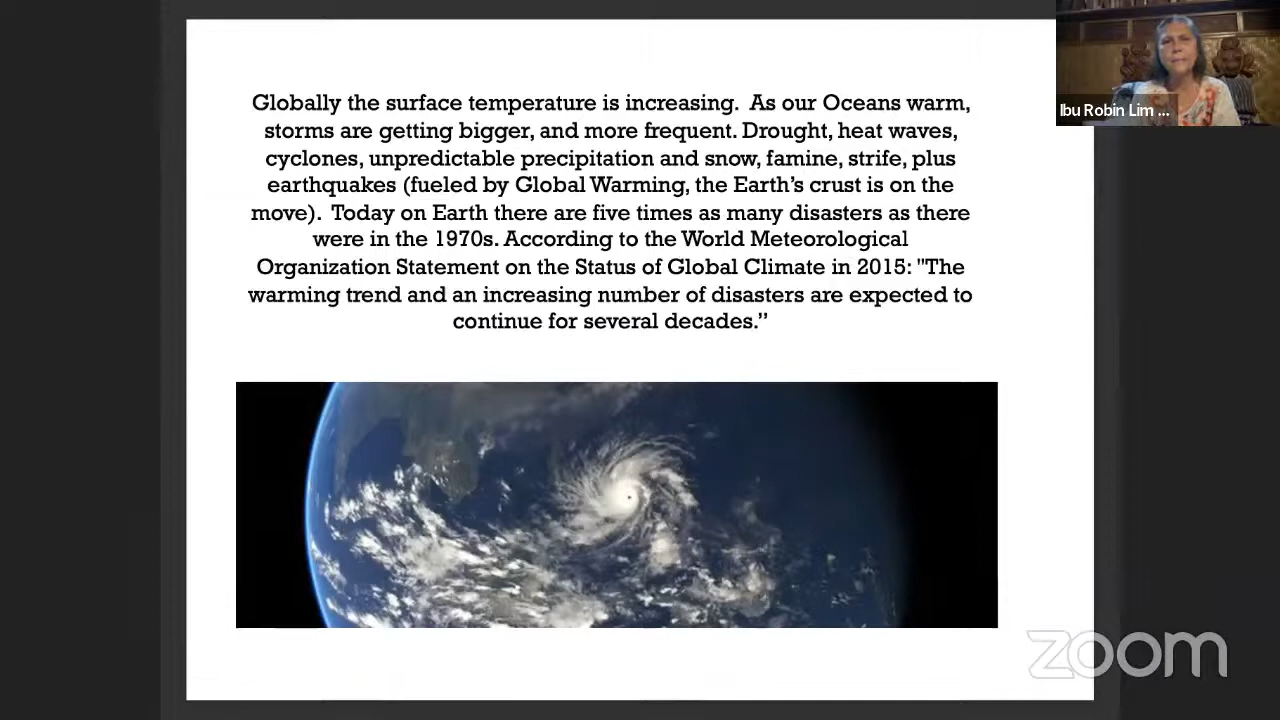 Globally the surface temperature is increasing.  As our Oceans warm,
storms are getting bigger, and more frequent. Drought, heat waves,
cyclones, unpredictable precipitation and snow, famine, strife, plus
earthquakes (fueled by Global Warming, the Earth's crust is on the
move).  Today on Earth there are five times as many disasters as there
were in the 1970s. According to the World Meteorological
Organization Statement on the Status of Global Climate in 2015: "The
warming trend and an increasing number of disasters are expected to
continue for several decades.”
Ibu Robin Lim ...
zoom